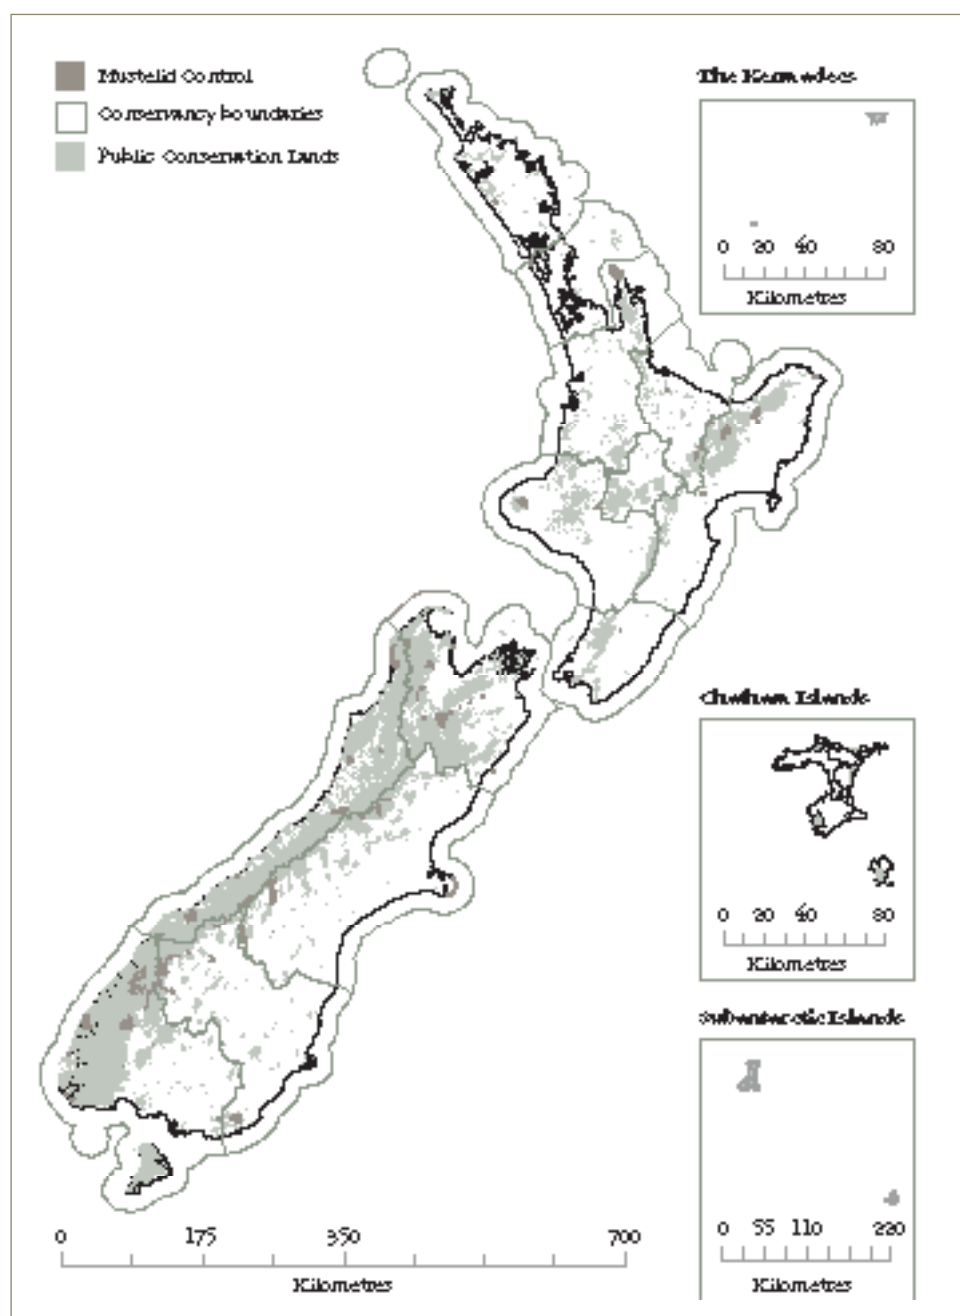 Mustelid Control
Conservancy boundaries
Public Conservation Lands
The Kermadecs
0 20 40 80
Kilometres
Chatham Islands
0 20 40 80
Kilometres
Subantarctic Islands
0 55 110 220
Kilometres
0 175 350 700
Kilometres